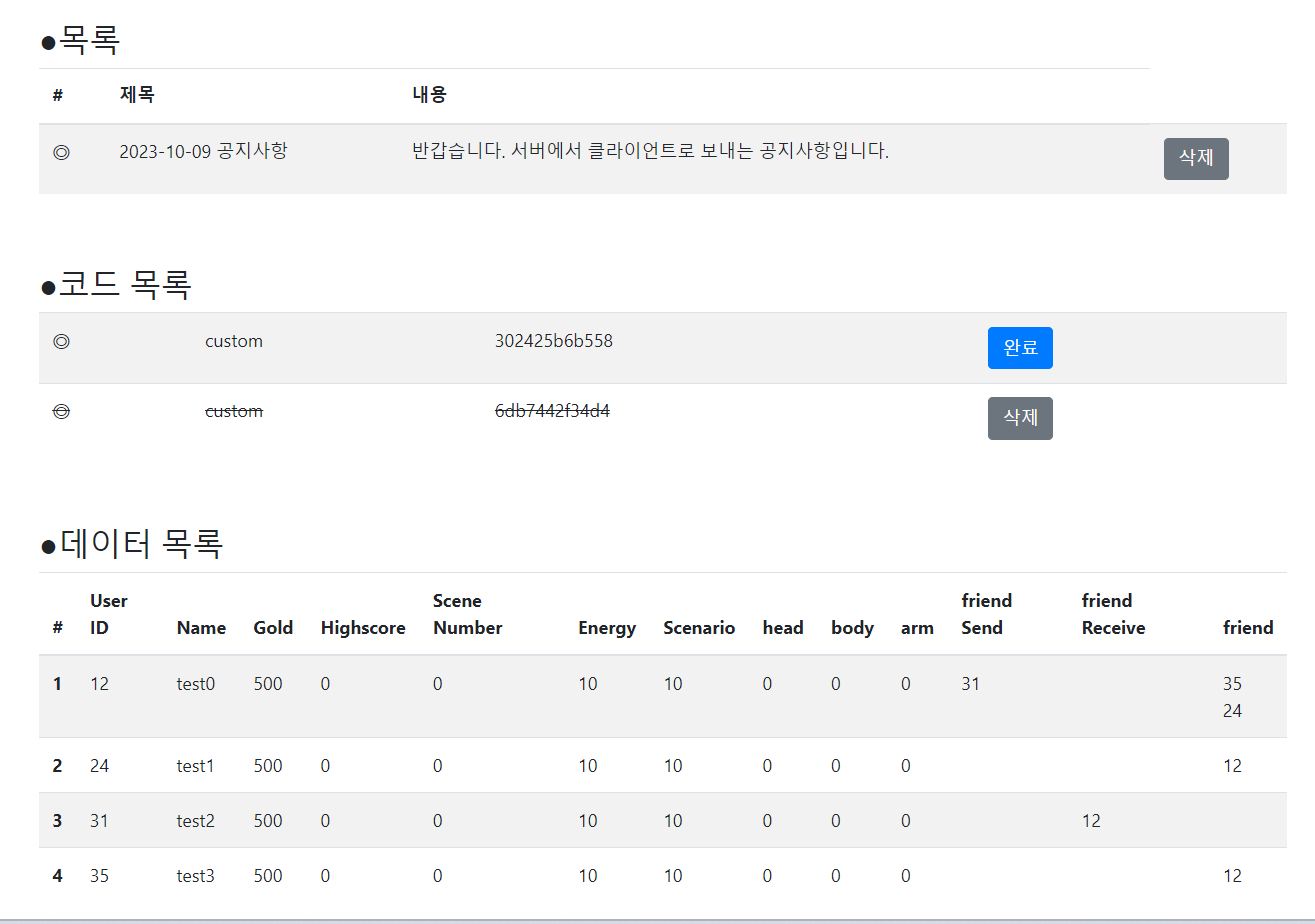 ●목록
# 제목 내용
◎ 2023-10-09 공지사항 반갑습니다. 서버에서 클라이언트로 보내는 공지사항입니다. 삭제
●코드 목록
◎ custom 302425b6b558 완료
◎ custom 6db7442f34d4 삭제
●데이터 목록
# User ID Name Gold Highscore Scene Number Energy Scenario head body arm friend Send friend Receive friend
1 12 test0 500 0 0 10 10 0 0 0 31 35
24
2 24 test1 500 0 0 10 10 0 0 0 12
3 31 test2 500 0 0 10 10 0 0 0 12
4 35 test3 500 0 0 10 10 0 0 0 12